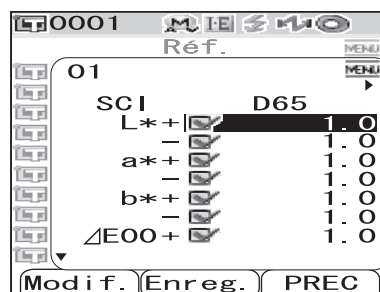 0001 M I·E
Réf. MENU
01 MENU
SCI D65
L*+ 1.0
− 1.0
a*+ 1.0
− 1.0
b*+ 1.0
− 1.0
⊿E00+ 1.0
Modif. Enreg. PREC